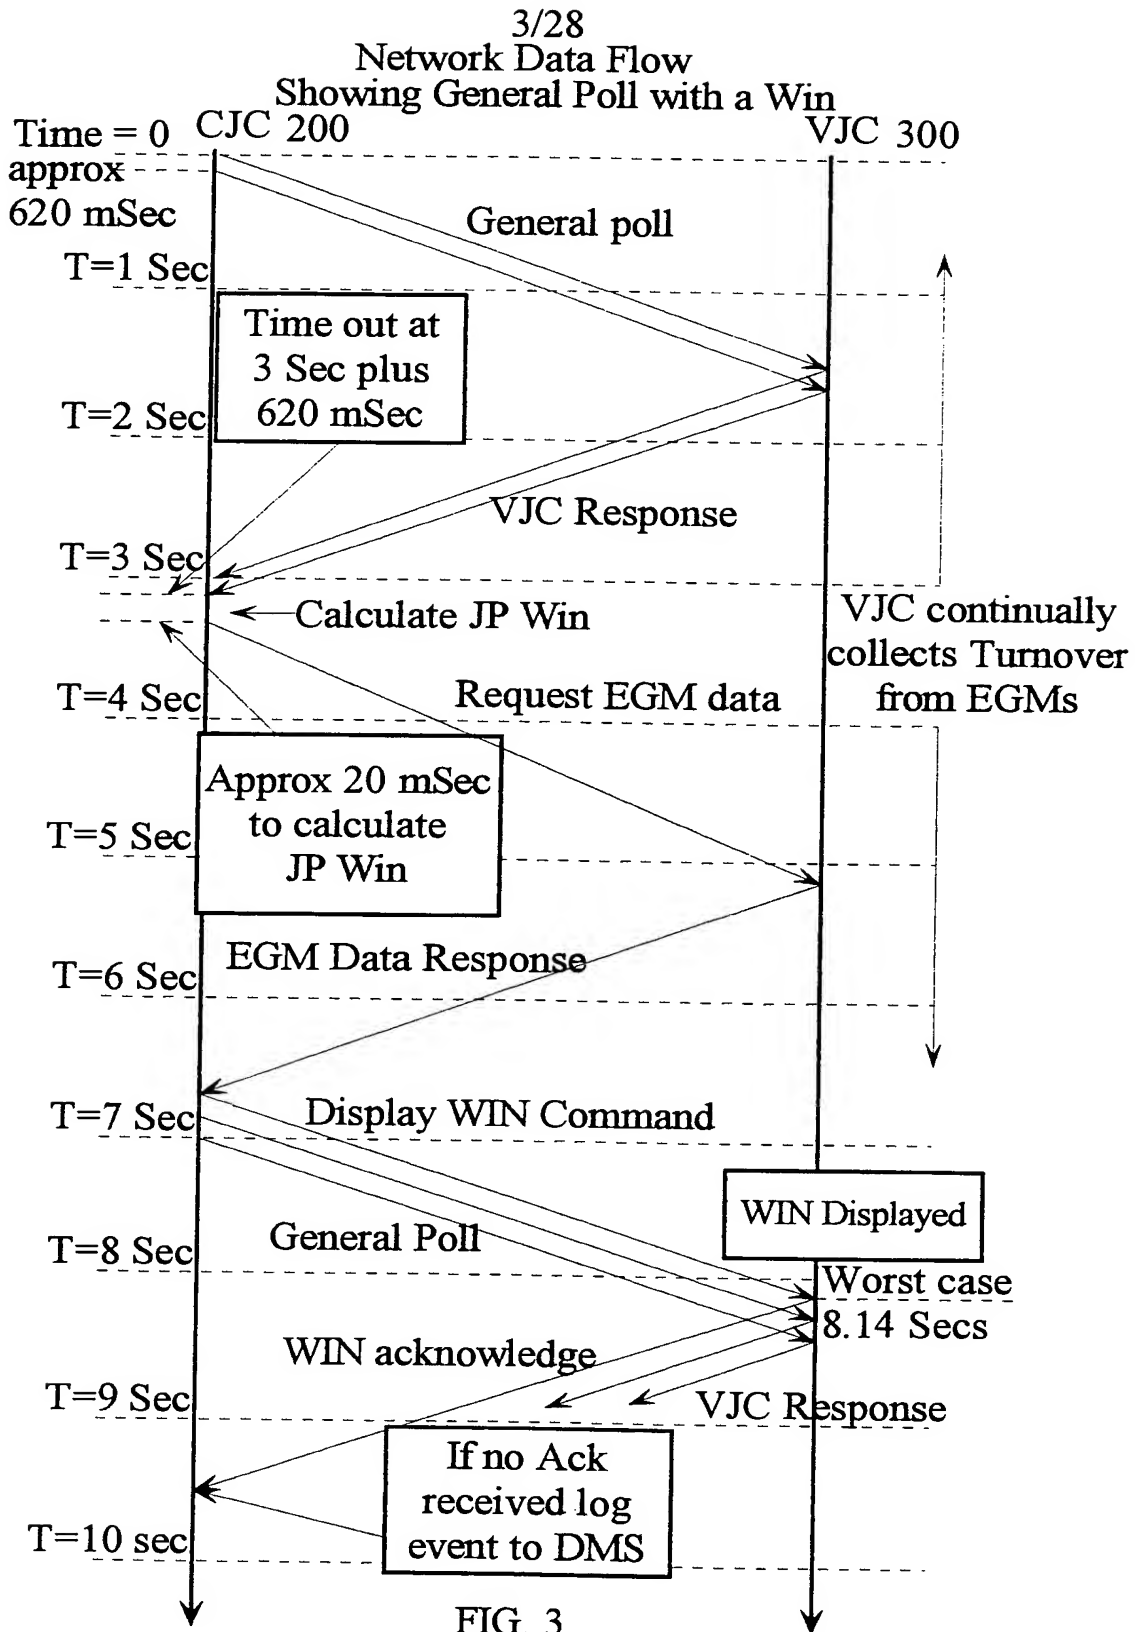 3/28
Network Data Flow
Showing General Poll with a Win
Time = 0
CJC 200
VJC 300
approx
620 mSec
General poll
T=1 Sec
Time out at
3 Sec plus
620 mSec
T=2 Sec
VJC Response
T=3 Sec
Calculate JP Win
VJC continually
collects Turnover
from EGMs
T=4 Sec
Request EGM data
Approx 20 mSec
to calculate
JP Win
T=5 Sec
EGM Data Response
T=6 Sec
T=7 Sec
Display WIN Command
WIN Displayed
General Poll
T=8 Sec
Worst case
8.14 Secs
WIN acknowledge
T=9 Sec
VJC Response
If no Ack
received log
event to DMS
T=10 sec
FIG. 3